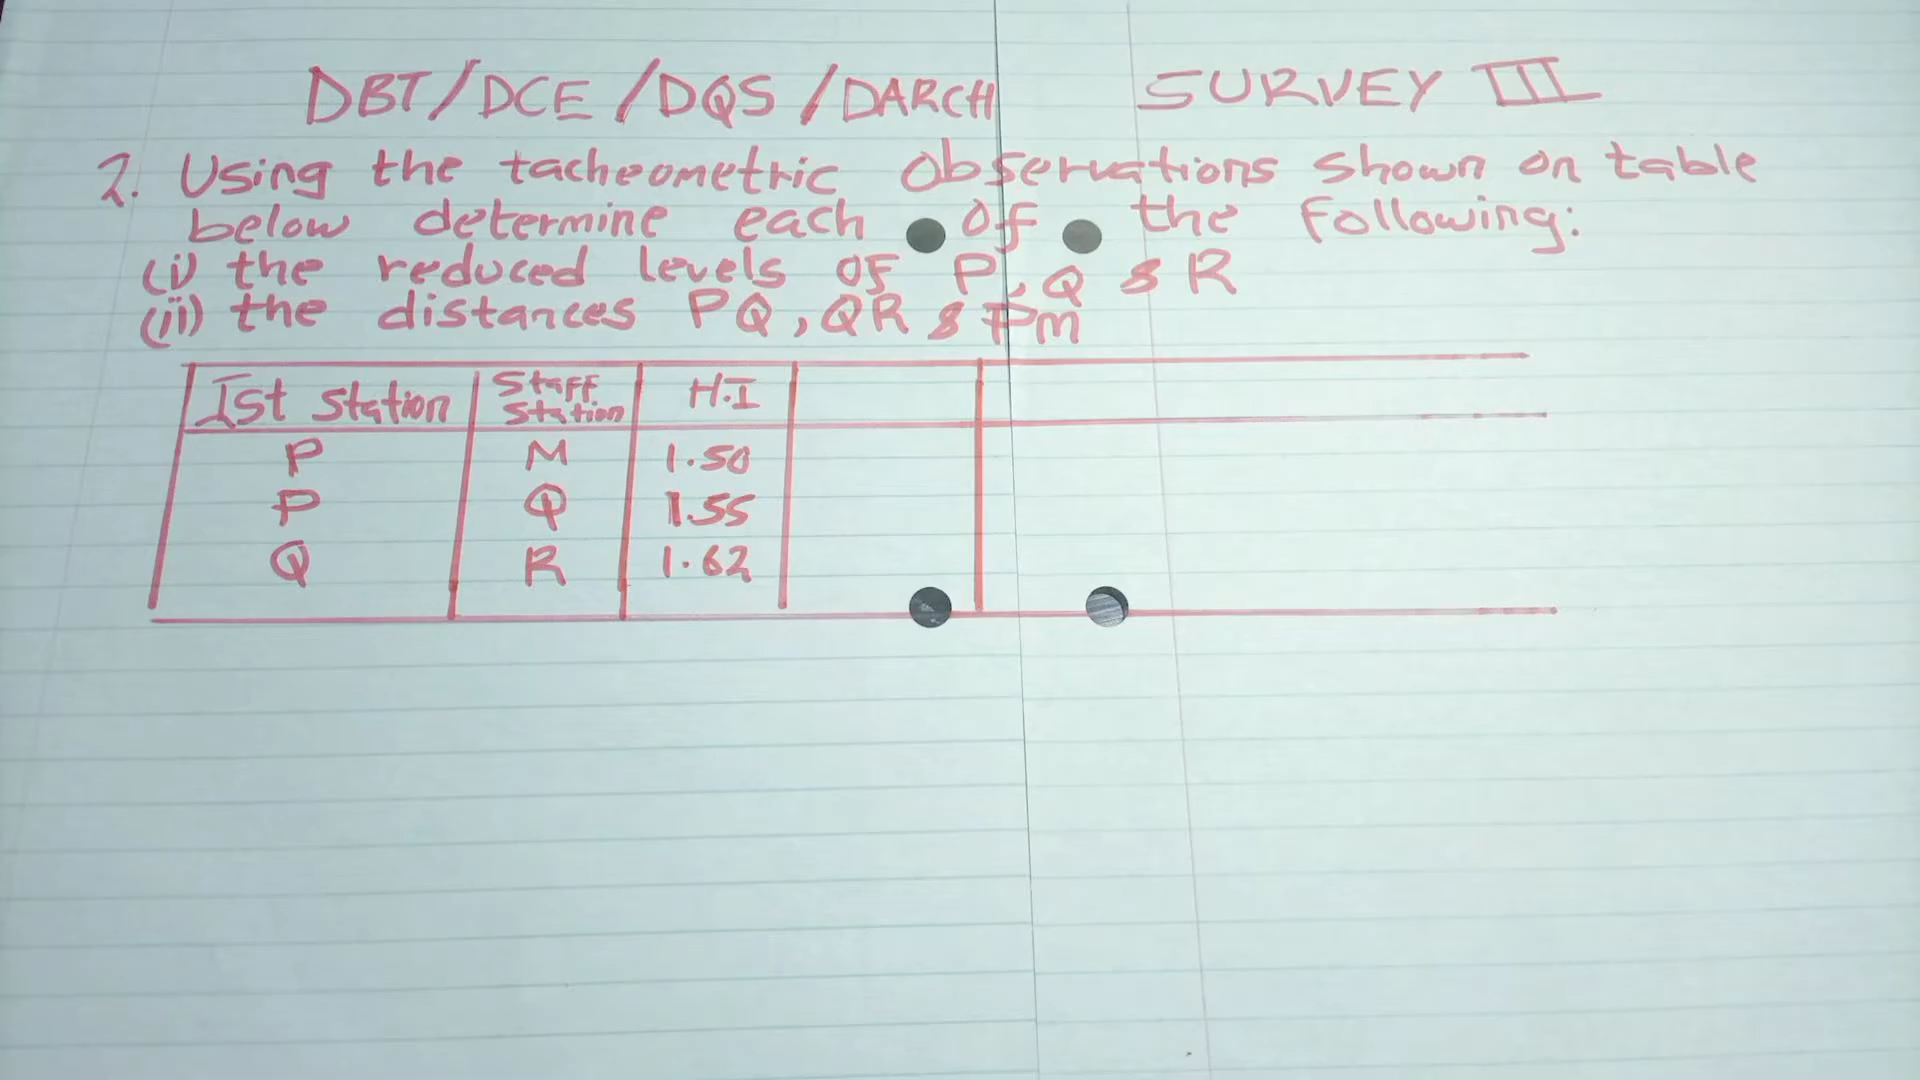 DBT/DCE/DQS/DARCH SURVEY III
2. Using the tacheometric observations shown on table
below determine each of the following:
(i) the reduced levels of P, Q & R
(ii) the distances PQ, QR & PM
Ist Station Staff Station H.I
P M 1.50
P Q 1.55
Q R 1.62